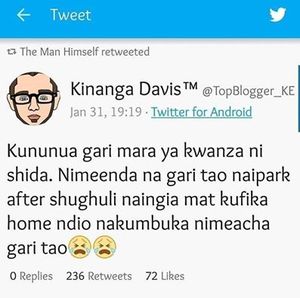 Tweet
The Man Himself retweeted
Kinanga Davis™ @TopBlogger_KE
Jan 31, 19:19 · Twitter for Android
Kununua gari mara ya kwanza ni
shida. Nimeenda na gari tao naipark
after shughuli naingia mat kufika
home ndio nakumbuka nimeacha
gari tao😭😭
0 Replies 236 Retweets 72 Likes